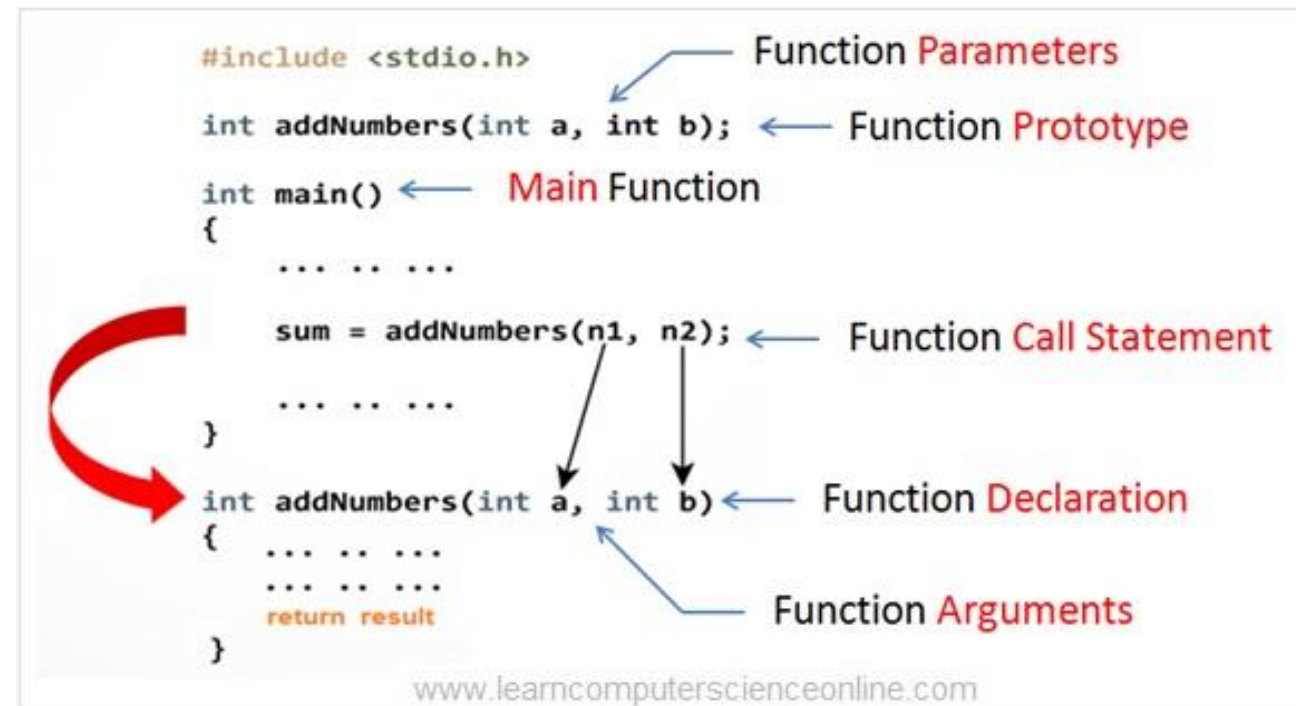 #include <stdio.h>
Function Parameters
int addNumbers(int a, int b);
Function Prototype
int main()
Main Function
{
... .. ...
sum = addNumbers(n1, n2);
Function Call Statement
... .. ...
}
int addNumbers(int a, int b)
Function Declaration
{
... .. ...
... .. ...
return result
Function Arguments
}
www.learncomputerscienceonline.com